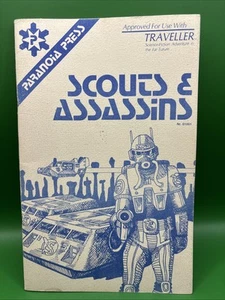 PARANOIA PRESS
Approved For Use With
TRAVELLER
Science-Fiction Adventure in
the Far Future
SCOUTS &
ASSASSINS